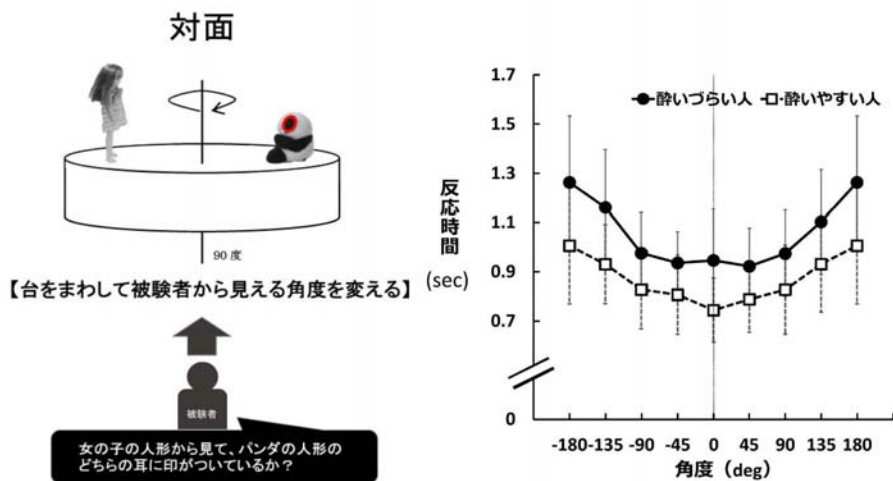 対面
90 度
【台をまわして被験者から見える角度を変える】
被験者
女の子の人形から見て、パンダの人形の
どちらの耳に印がついているか?
1.7
酔いづらい人
酔いやすい人
1.5
1.3
1.1
0.9
0.7
0
反応時間
(sec)
-180 -135 -90 -45 0 45 90 135 180
角度（deg）